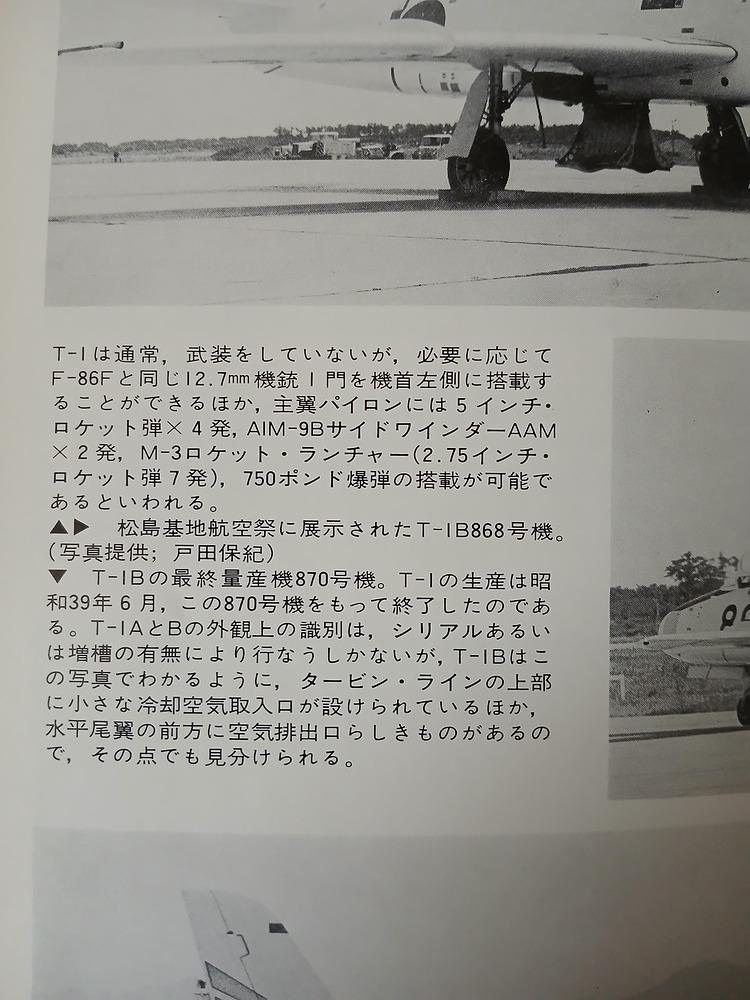 T-1は通常，武装をしていないが，必要に応じて
F-86Fと同じ12.7mm機銃1門を機首左側に搭載す
ることができるほか，主翼パイロンには5インチ・
ロケット弾×4発，AIM-9BサイドワインダーAAM
×2発，M-3ロケット・ランチャー(2.75インチ・
ロケット弾7発)，750ポンド爆弾の搭載が可能で
あるといわれる。
▲▶　松島基地航空祭に展示されたT-1B868号機。
(写真提供；戸田保紀)
▼　T-1Bの最終量産機870号機。T-1の生産は昭
和39年6月，この870号機をもって終了したのであ
る。T-1AとBの外観上の識別は，シリアルあるい
は増槽の有無により行なうしかないが，T-1Bはこ
の写真でわかるように，タービン・ラインの上部
に小さな冷却空気取入口が設けられているほか，
水平尾翼の前方に空気排出口らしきものがあるの
で，その点でも見分けられる。